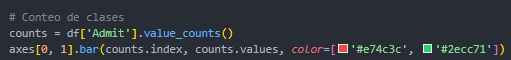 # Conteo de clases
counts = df['Admit'].value_counts()
axes[0, 1].bar(counts.index, counts.values, color=['#e74c3c', '#2ecc71'])